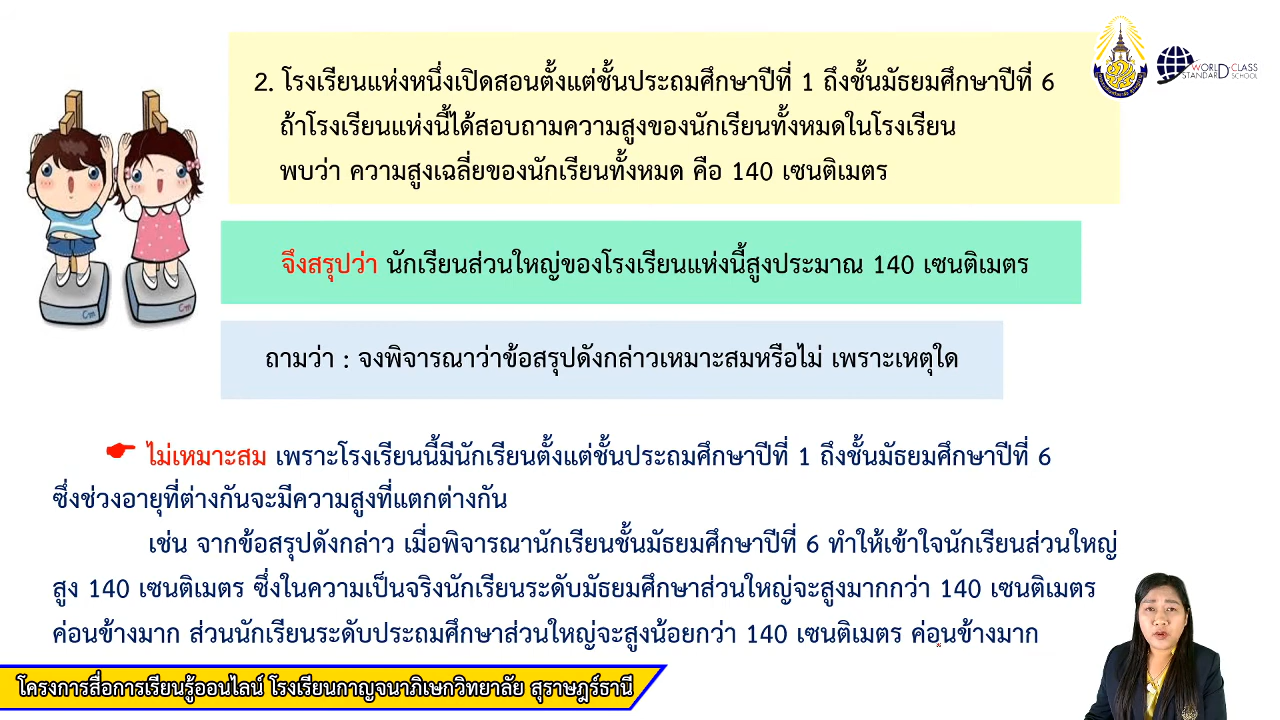 2. โรงเรียนแห่งหนึ่งเปิดสอนตั้งแต่ชั้นประถมศึกษาปีที่ 1 ถึงชั้นมัธยมศึกษาปีที่ 6
ถ้าโรงเรียนแห่งนี้ได้สอบถามความสูงของนักเรียนทั้งหมดในโรงเรียน
พบว่า ความสูงเฉลี่ยของนักเรียนทั้งหมด คือ 140 เซนติเมตร
WORLD-CLASS
STANDARD SCHOOL
จึงสรุปว่า นักเรียนส่วนใหญ่ของโรงเรียนแห่งนี้สูงประมาณ 140 เซนติเมตร
Cm Cm
ถามว่า : จงพิจารณาว่าข้อสรุปดังกล่าวเหมาะสมหรือไม่ เพราะเหตุใด
ไม่เหมาะสม เพราะโรงเรียนนี้มีนักเรียนตั้งแต่ชั้นประถมศึกษาปีที่ 1 ถึงชั้นมัธยมศึกษาปีที่ 6
ซึ่งช่วงอายุที่ต่างกันจะมีความสูงที่แตกต่างกัน
เช่น จากข้อสรุปดังกล่าว เมื่อพิจารณานักเรียนชั้นมัธยมศึกษาปีที่ 6 ทำให้เข้าใจนักเรียนส่วนใหญ่
สูง 140 เซนติเมตร ซึ่งในความเป็นจริงนักเรียนระดับมัธยมศึกษาส่วนใหญ่จะสูงมากกว่า 140 เซนติเมตร
ค่อนข้างมาก ส่วนนักเรียนระดับประถมศึกษาส่วนใหญ่จะสูงน้อยกว่า 140 เซนติเมตร ค่อนข้างมาก
โครงการสื่อการเรียนรู้ออนไลน์ โรงเรียนกาญจนาภิเษกวิทยาลัย สุราษฎร์ธานี